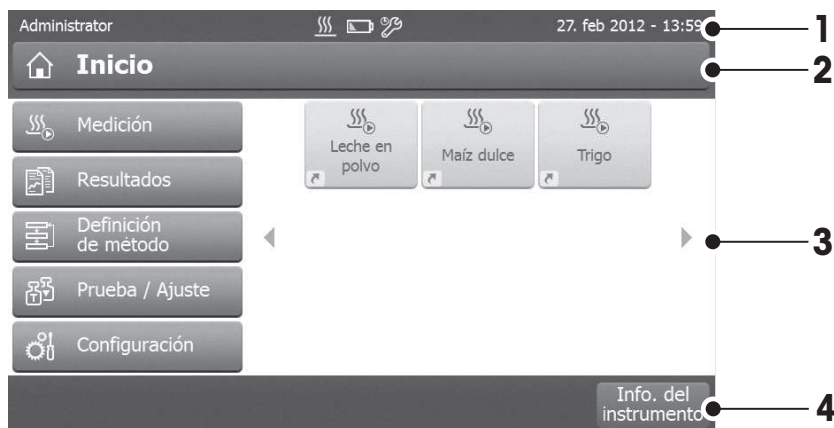 Administrator
27. feb 2012 - 13:59
1
Inicio
2
Medición
Resultados
Definición
de método
Prueba / Ajuste
Configuración
Leche en
polvo
Maíz dulce
Trigo
3
Info. del
instrumento
4